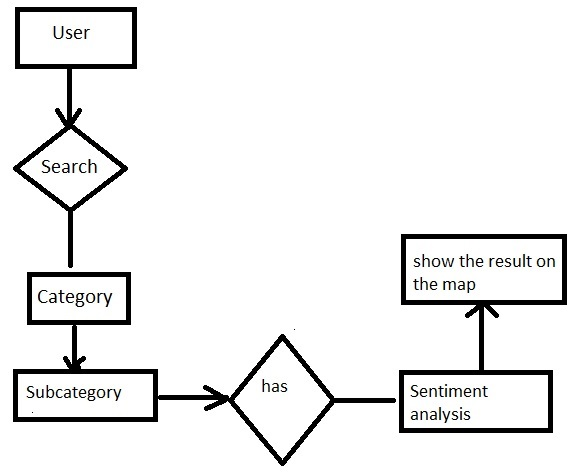 User
Search
Category
Subcategory
has
Sentiment
analysis
show the result on
the map